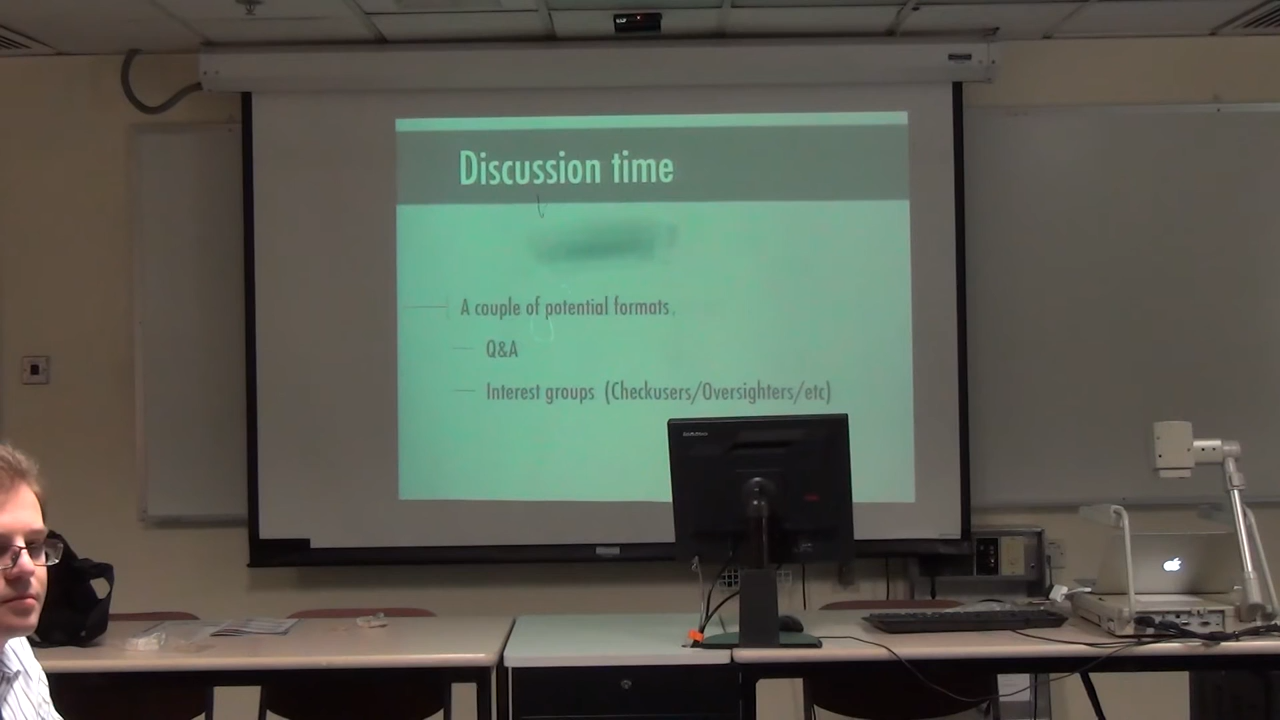 Discussion time
A couple of potential formats.
Q&A
Interest groups (Checkusers/Oversighters/etc)